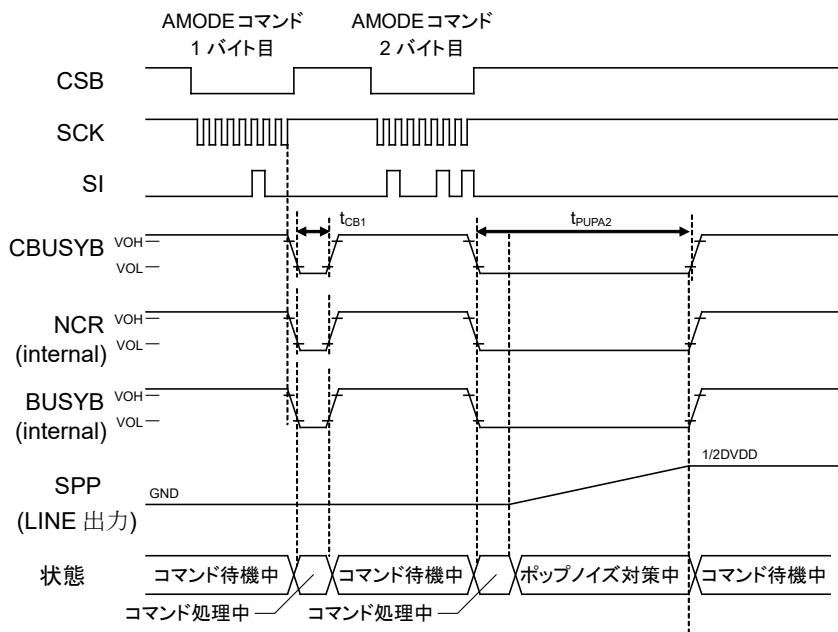 AMODEコマンド
1 バイト目
AMODEコマンド
2 バイト目
CSB
SCK
SI
tCB1
tPUPA2
CBUSYB
VOH
VOL
NCR
(internal)
VOH
VOL
BUSYB
(internal)
VOH
VOL
SPP
(LINE 出力)
GND
1/2DVDD
状態
コマンド待機中
コマンド待機中
ポップノイズ対策中
コマンド待機中
コマンド処理中
コマンド処理中